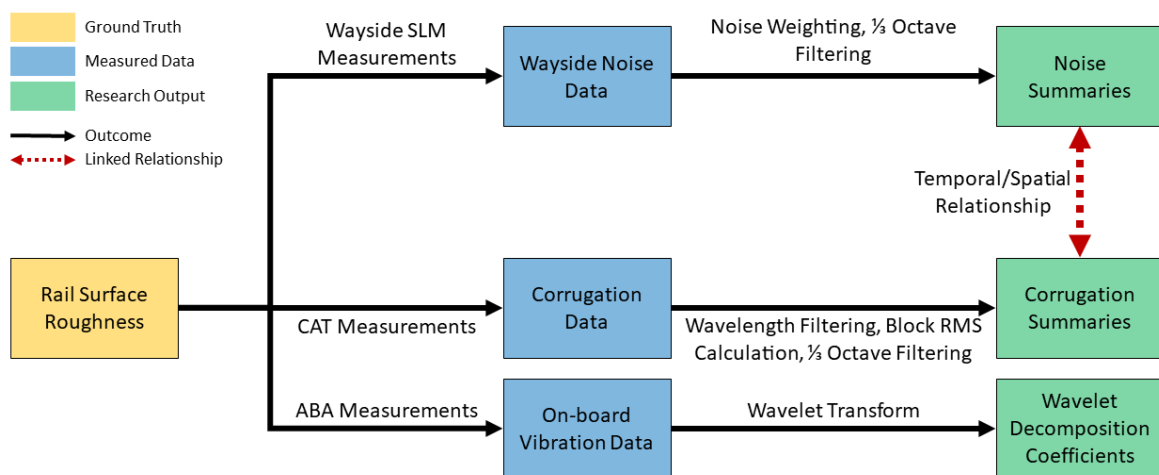 Ground Truth
Measured Data
Research Output
Outcome
Linked Relationship
Wayside SLM
Measurements
Wayside Noise
Data
Noise Weighting, ⅓ Octave
Filtering
Noise
Summaries
Temporal/Spatial
Relationship
Rail Surface
Roughness
CAT Measurements
Corrugation
Data
Wavelength Filtering, Block RMS
Calculation, ⅓ Octave Filtering
Corrugation
Summaries
ABA Measurements
On-board
Vibration Data
Wavelet Transform
Wavelet
Decomposition
Coefficients